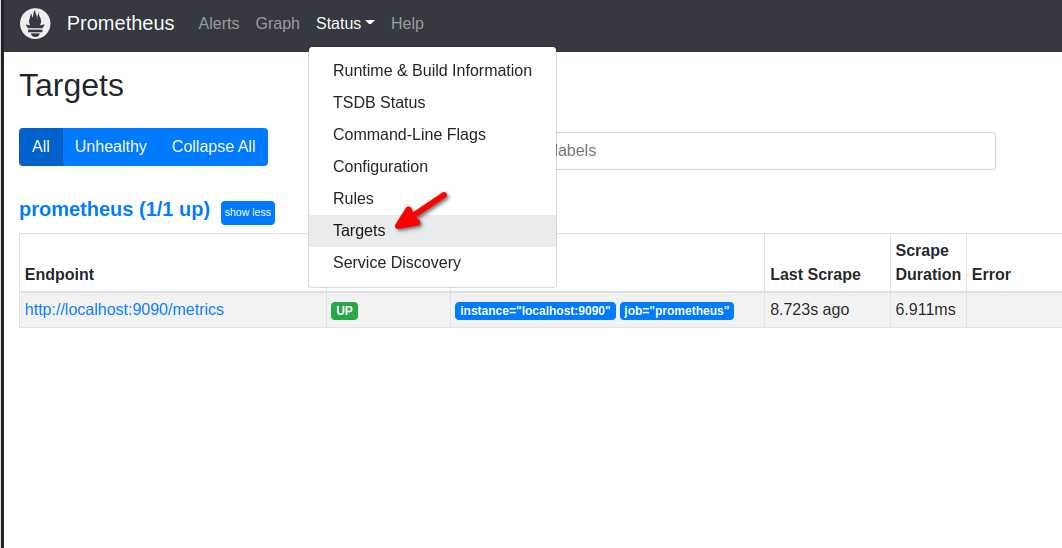 Prometheus Alerts Graph Status Help
Runtime & Build Information
TSDB Status
Command-Line Flags
Configuration
Rules
Targets
Service Discovery
Targets
All Unhealthy Collapse All
labels
prometheus (1/1 up) show less
Endpoint Last Scrape Scrape Duration Error
http://localhost:9090/metrics UP instance="localhost:9090" job="prometheus" 8.723s ago 6.911ms